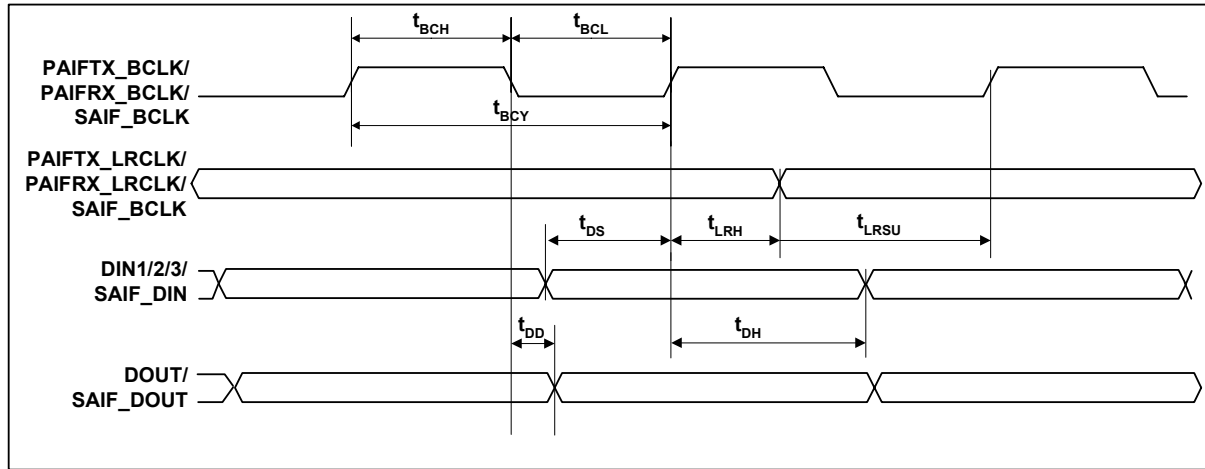 tBCH
tBCL
PAIFTX_BCLK/
PAIFRX_BCLK/
SAIF_BCLK
tBCY
PAIFTX_LRCLK/
PAIFRX_LRCLK/
SAIF_BCLK
tDS
tLRH
tLRSU
DIN1/2/3/
SAIF_DIN
tDD
tDH
DOUT/
SAIF_DOUT